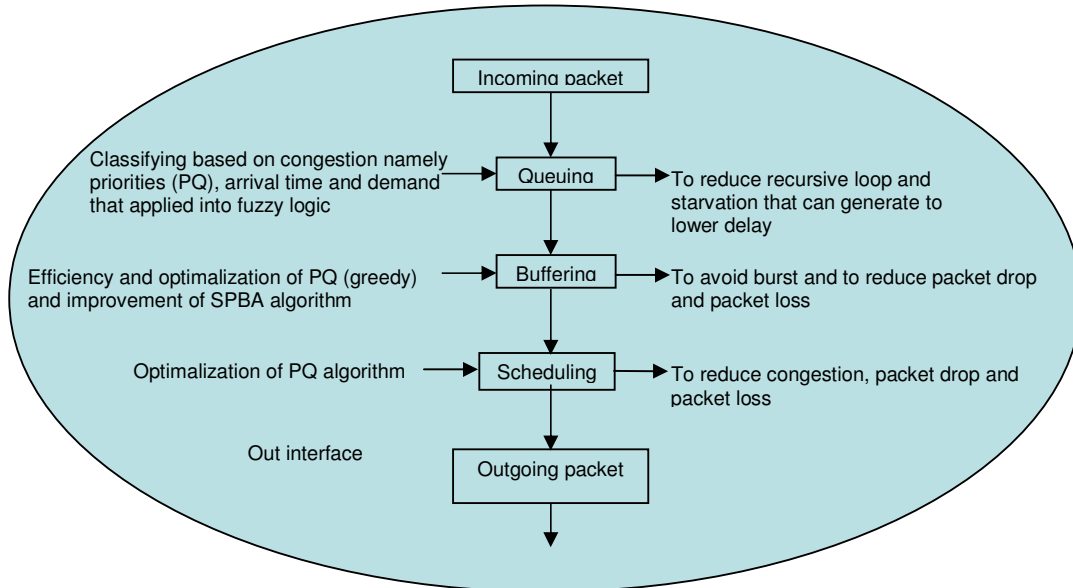 Incoming packet
Classifying based on congestion namely
priorities (PQ), arrival time and demand
that applied into fuzzy logic
Queuing
To reduce recursive loop and
starvation that can generate to
lower delay
Efficiency and optimalization of PQ (greedy)
and improvement of SPBA algorithm
Buffering
To avoid burst and to reduce packet drop
and packet loss
Optimalization of PQ algorithm
Scheduling
To reduce congestion, packet drop and
packet loss
Out interface
Outgoing packet